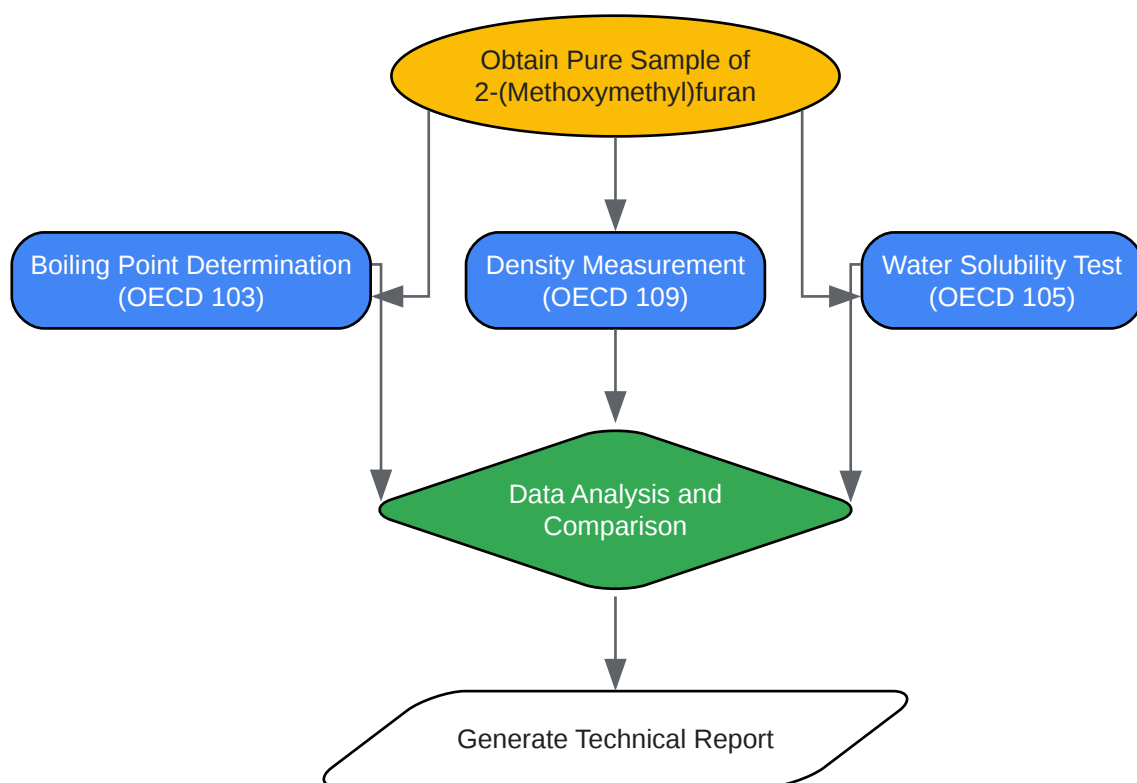 Obtain Pure Sample of
2-(Methoxymethyl)furan
Boiling Point Determination
(OECD 103)
Density Measurement
(OECD 109)
Water Solubility Test
(OECD 105)
Data Analysis and
Comparison
Generate Technical Report